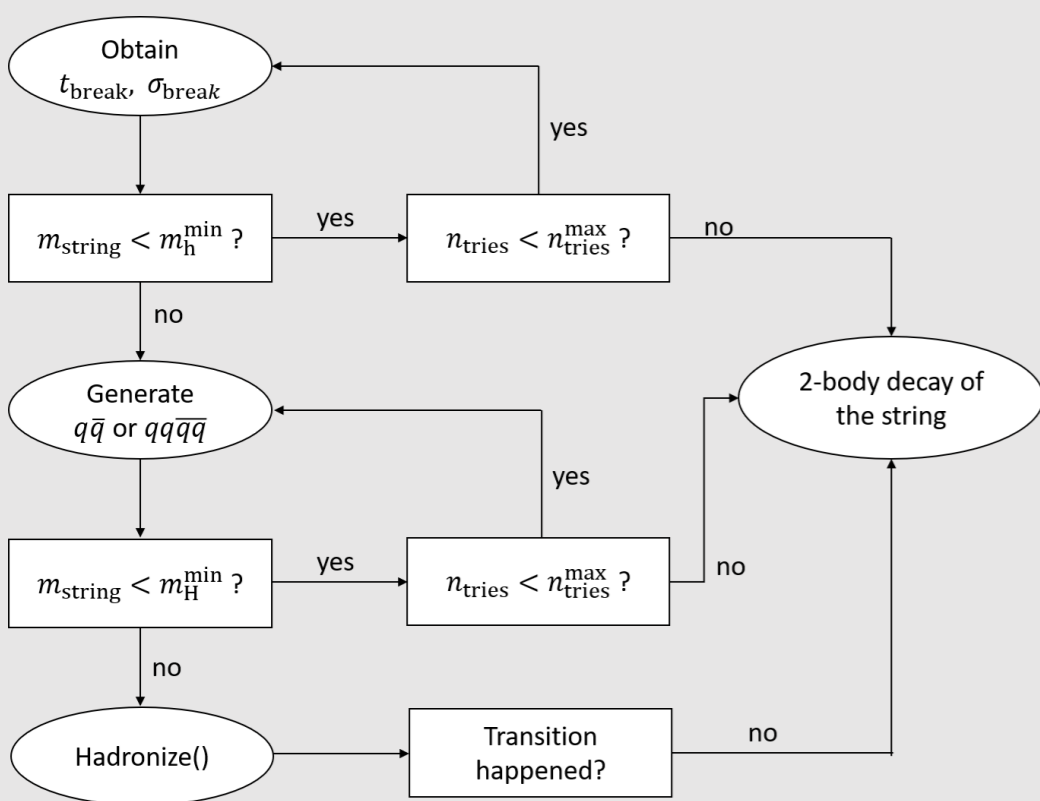 Obtain
t_break, σ_break
yes
m_string < m_h^min ?
yes
n_tries < n_tries^max ?
no
no
Generate
qq̄ or qqq̄q̄
2-body decay of
the string
yes
m_string < m_H^min ?
yes
n_tries < n_tries^max ?
no
no
Hadronize()
Transition
happened?
no